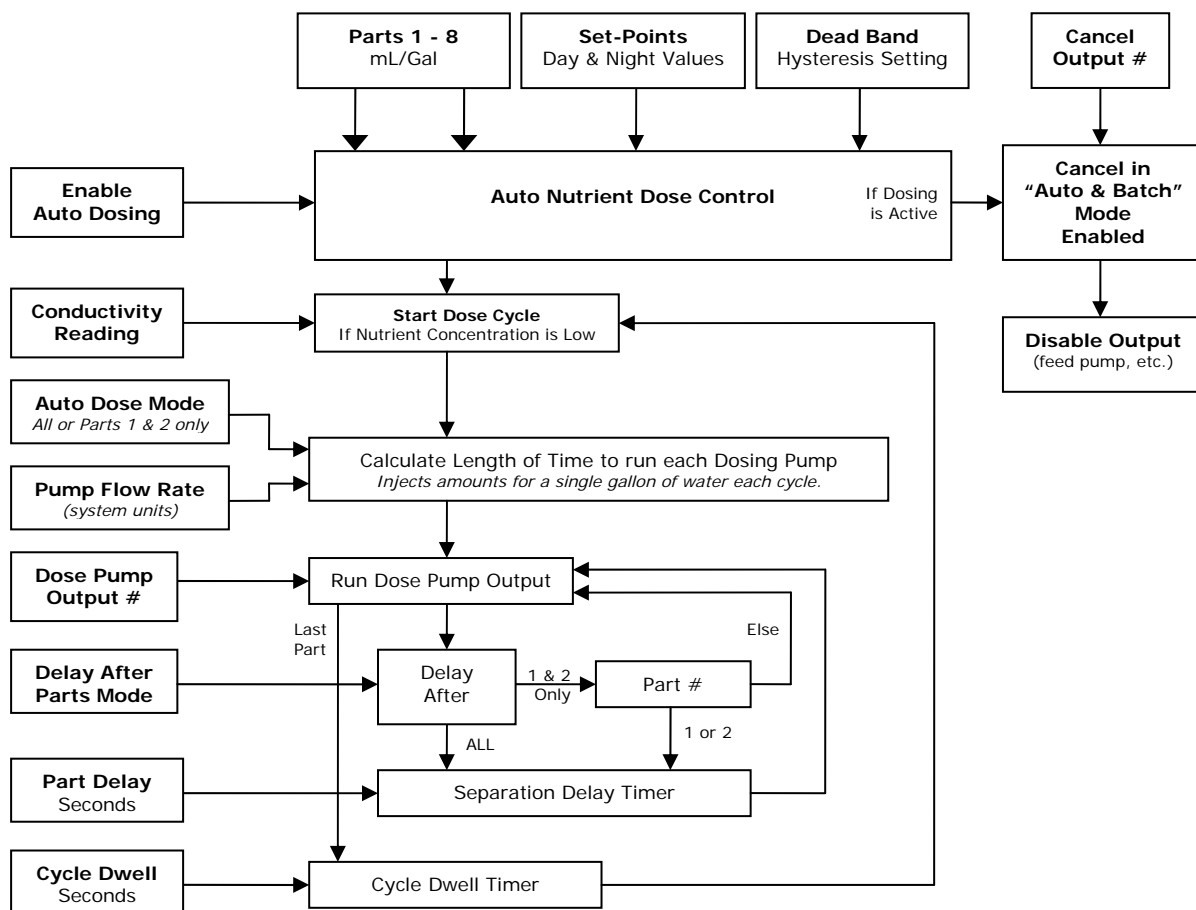 Parts 1 - 8
mL/Gal
Set-Points
Day & Night Values
Dead Band
Hysteresis Setting
Cancel
Output #
Enable
Auto Dosing
Auto Nutrient Dose Control
If Dosing
is Active
Cancel in
“Auto & Batch”
Mode
Enabled
Conductivity
Reading
Start Dose Cycle
If Nutrient Concentration is Low
Disable Output
(feed pump, etc.)
Auto Dose Mode
All or Parts 1 & 2 only
Calculate Length of Time to run each Dosing Pump
Injects amounts for a single gallon of water each cycle.
Pump Flow Rate
(system units)
Dose Pump
Output #
Run Dose Pump Output
Last
Part
Else
Delay After
Parts Mode
Delay
After
1 & 2
Only
Part #
ALL
1 or 2
Part Delay
Seconds
Separation Delay Timer
Cycle Dwell
Seconds
Cycle Dwell Timer